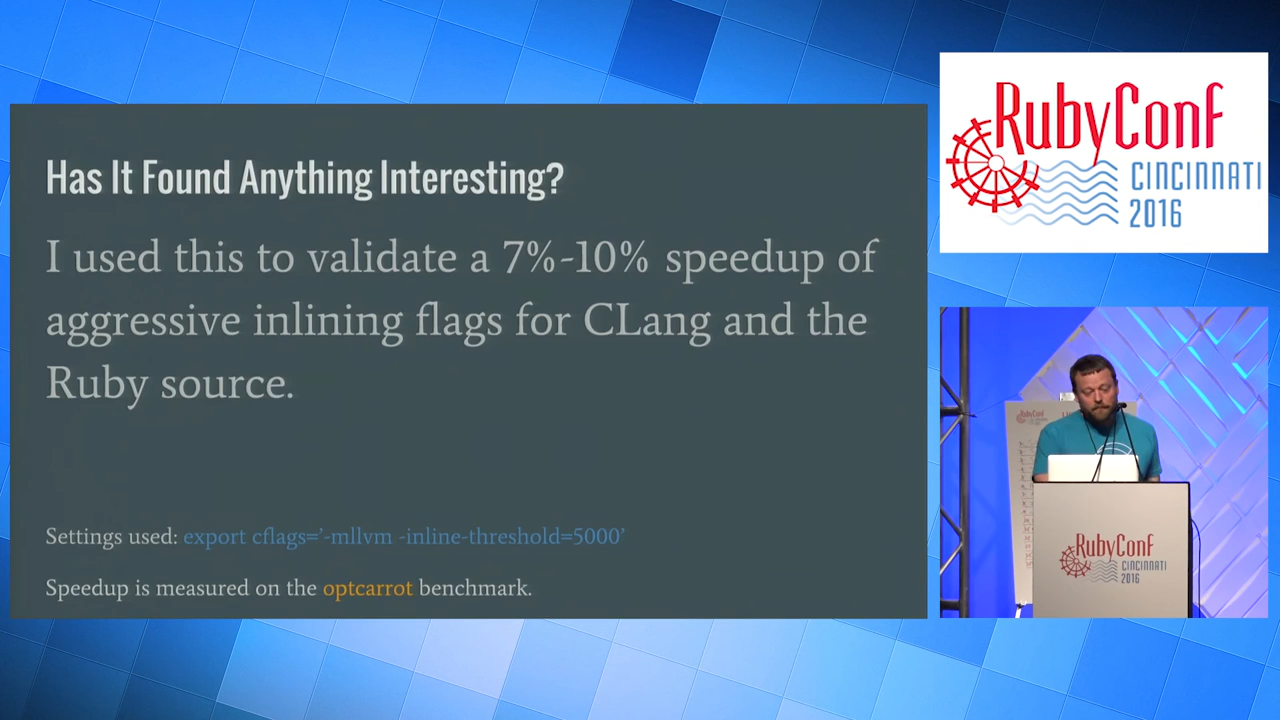 Has It Found Anything Interesting?
I used this to validate a 7%-10% speedup of
aggressive inlining flags for CLang and the
Ruby source.
Settings used: export cflags='-mllvm -inline-threshold=5000'
Speedup is measured on the optcarrot benchmark.
RubyConf
CINCINNATI
2016
RubyConf
RubyConf
CINCINNATI
2016